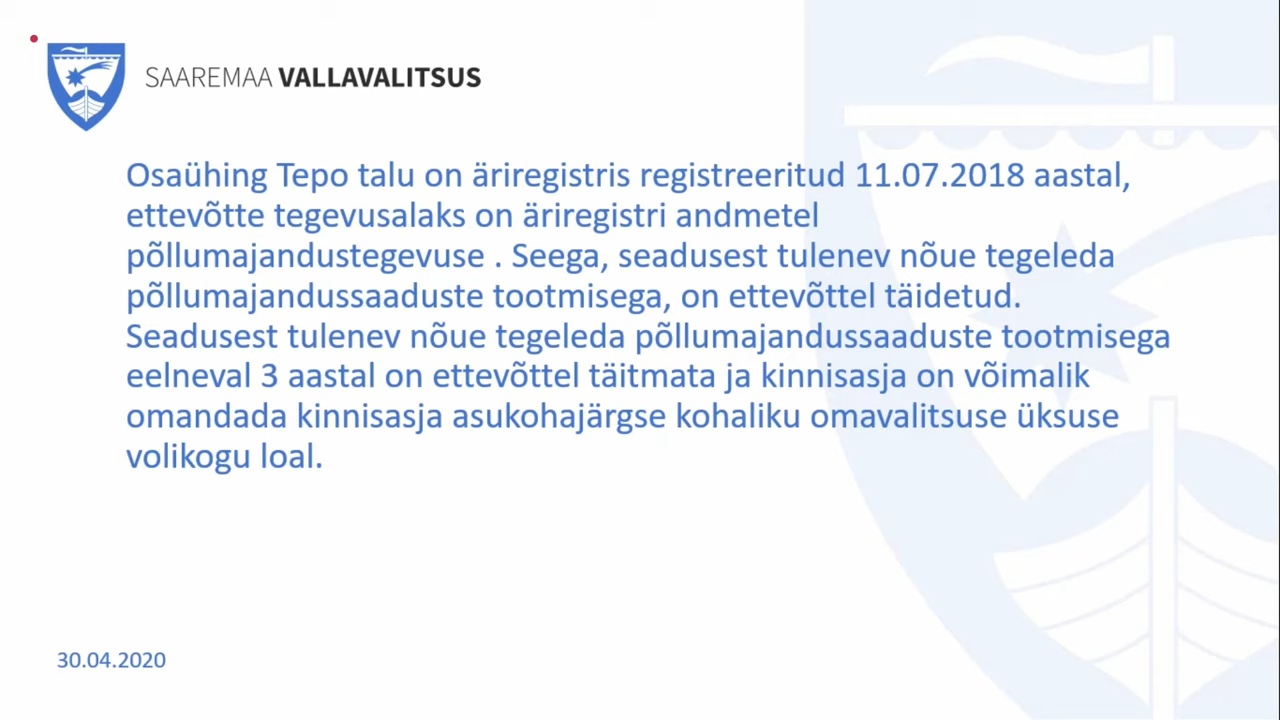 SAAREMAA VALLAVALITSUS
Osaühing Tepo talu on äriregistris registreeritud 11.07.2018 aastal,
ettevõtte tegevusalaks on äriregistri andmetel
põllumajandustegevuse . Seega, seadusest tulenev nõue tegeleda
põllumajandussaaduste tootmisega, on ettevõttel täidetud.
Seadusest tulenev nõue tegeleda põllumajandussaaduste tootmisega
eelneval 3 aastal on ettevõttel täitmata ja kinnisasja on võimalik
omandada kinnisasja asukohajärgse kohaliku omavalitsuse üksuse
volikogu loal.
30.04.2020